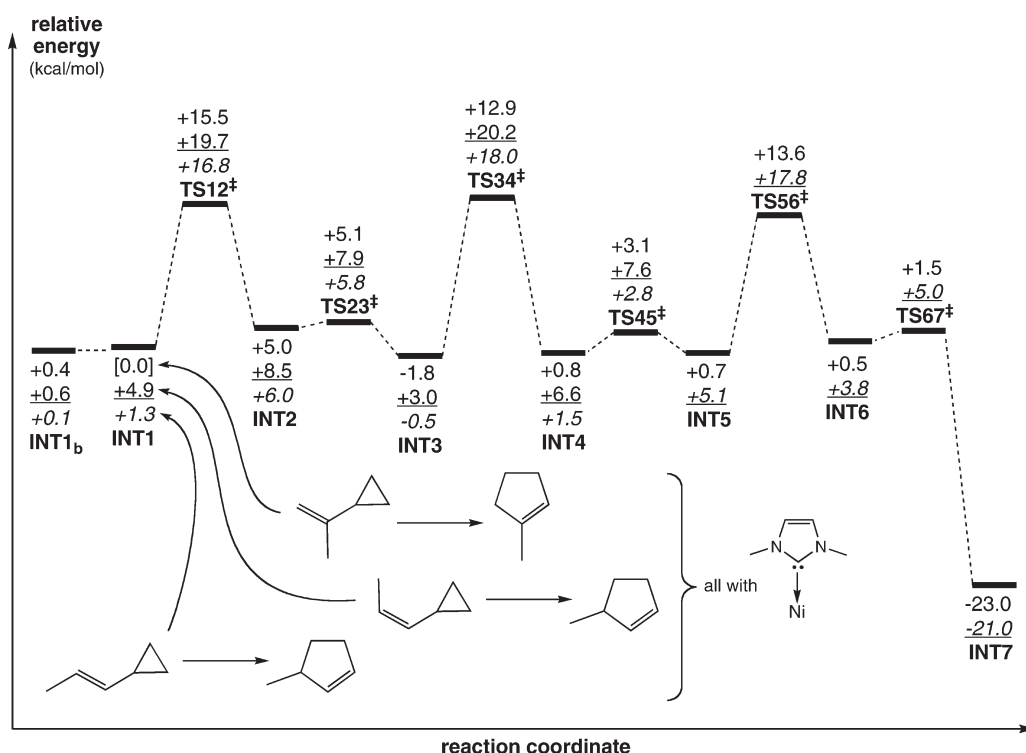 relative
energy
(kcal/mol)
+15.5
+19.7
+16.8
TS12‡
+12.9
+20.2
+18.0
TS34‡
+13.6
+17.8
TS56‡
+5.1
+7.9
+5.8
TS23‡
+3.1
+7.6
+2.8
TS45‡
+1.5
+5.0
TS67‡
+0.4
+0.6
+0.1
INT1b
[0.0]
+4.9
+1.3
INT1
+5.0
+8.5
+6.0
INT2
-1.8
+3.0
-0.5
INT3
+0.8
+6.6
+1.5
INT4
+0.7
+5.1
INT5
+0.5
+3.8
INT6
-23.0
-21.0
INT7
N N
Ni
all with
reaction coordinate